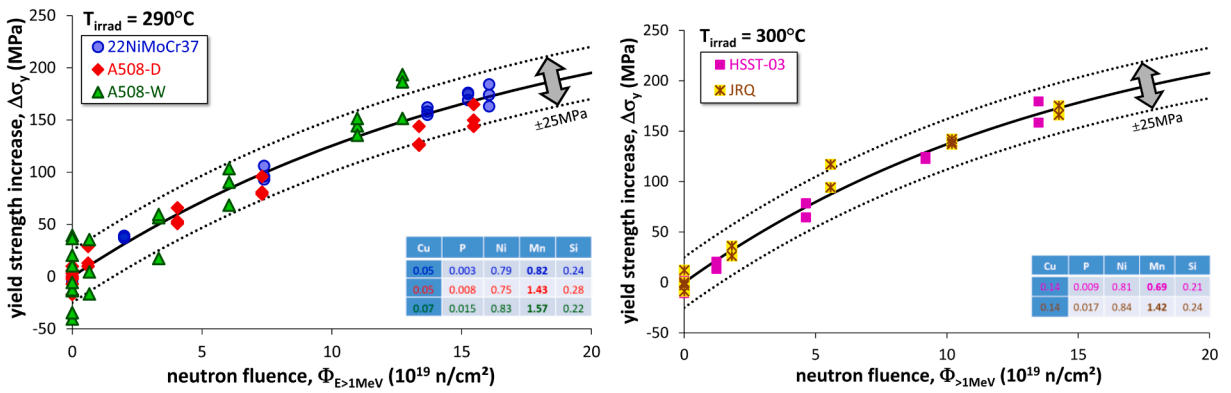 T_irrad = 290°C
22NiMoCr37
A508-D
A508-W
yield strength increase, Δσ_y (MPa)
250
200
150
100
50
0
-50
±25MPa
Cu P Ni Mn Si
0.05 0.003 0.79 0.82 0.24
0.05 0.008 0.75 1.43 0.28
0.07 0.015 0.83 1.57 0.22
0 5 10 15 20
neutron fluence, Φ_E>1MeV (10¹⁹ n/cm²)
T_irrad = 300°C
HSST-03
JRQ
yield strength increase, Δσ_y (MPa)
250
200
150
100
50
0
-50
±25MPa
Cu P Ni Mn Si
0.14 0.009 0.81 0.69 0.21
0.14 0.017 0.84 1.42 0.24
0 5 10 15 20
neutron fluence, Φ_>1MeV (10¹⁹ n/cm²)